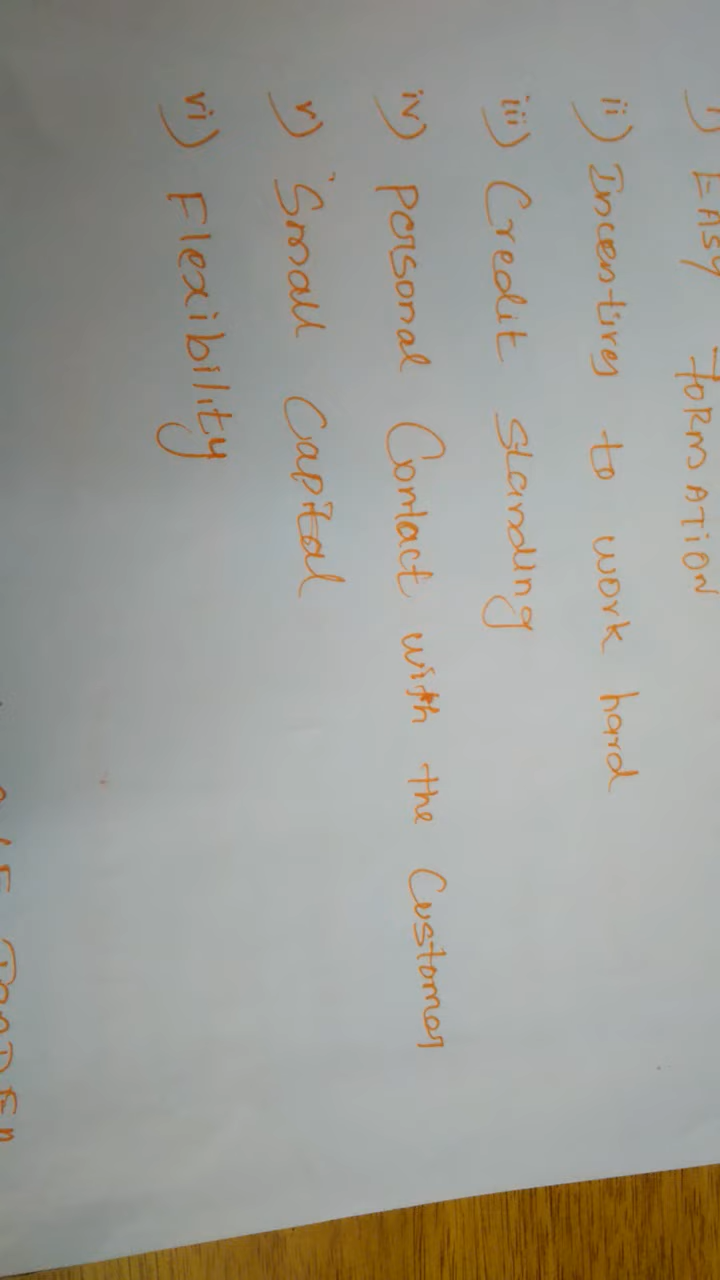 i) EASY FORMATION
ii) Incentives to work hard
iii) Credit standing
iv) personal Contact with the Customer
v) Small Capital
vi) Flexibility